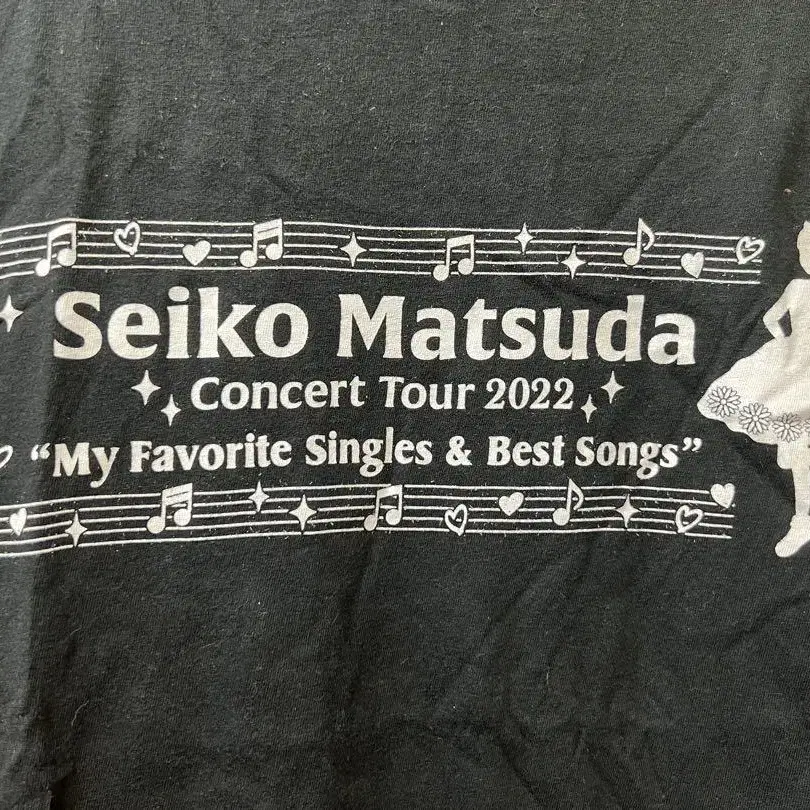 Seiko Matsuda
Concert Tour 2022
“My Favorite Singles & Best Songs”